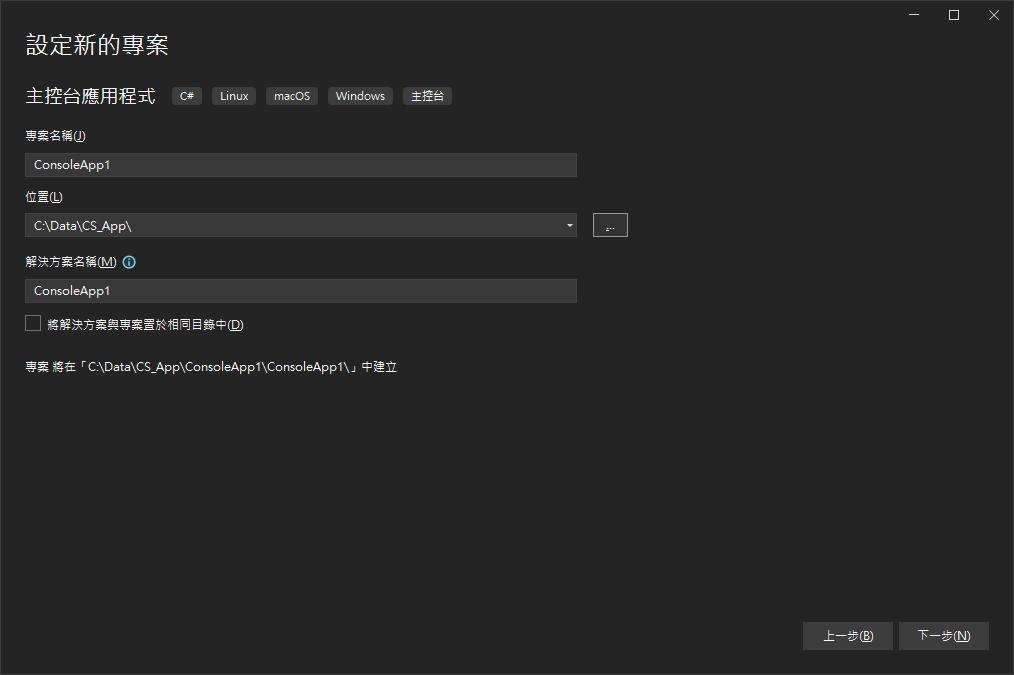 設定新的專案
主控台應用程式 C# Linux macOS Windows 主控台
專案名稱(J)
ConsoleApp1
位置(L)
C:\Data\CS_App\
...
解決方案名稱(M)
ConsoleApp1
將解決方案與專案置於相同目錄中(D)
專案 將在「C:\Data\CS_App\ConsoleApp1\ConsoleApp1\」中建立
上一步(B) 下一步(N)